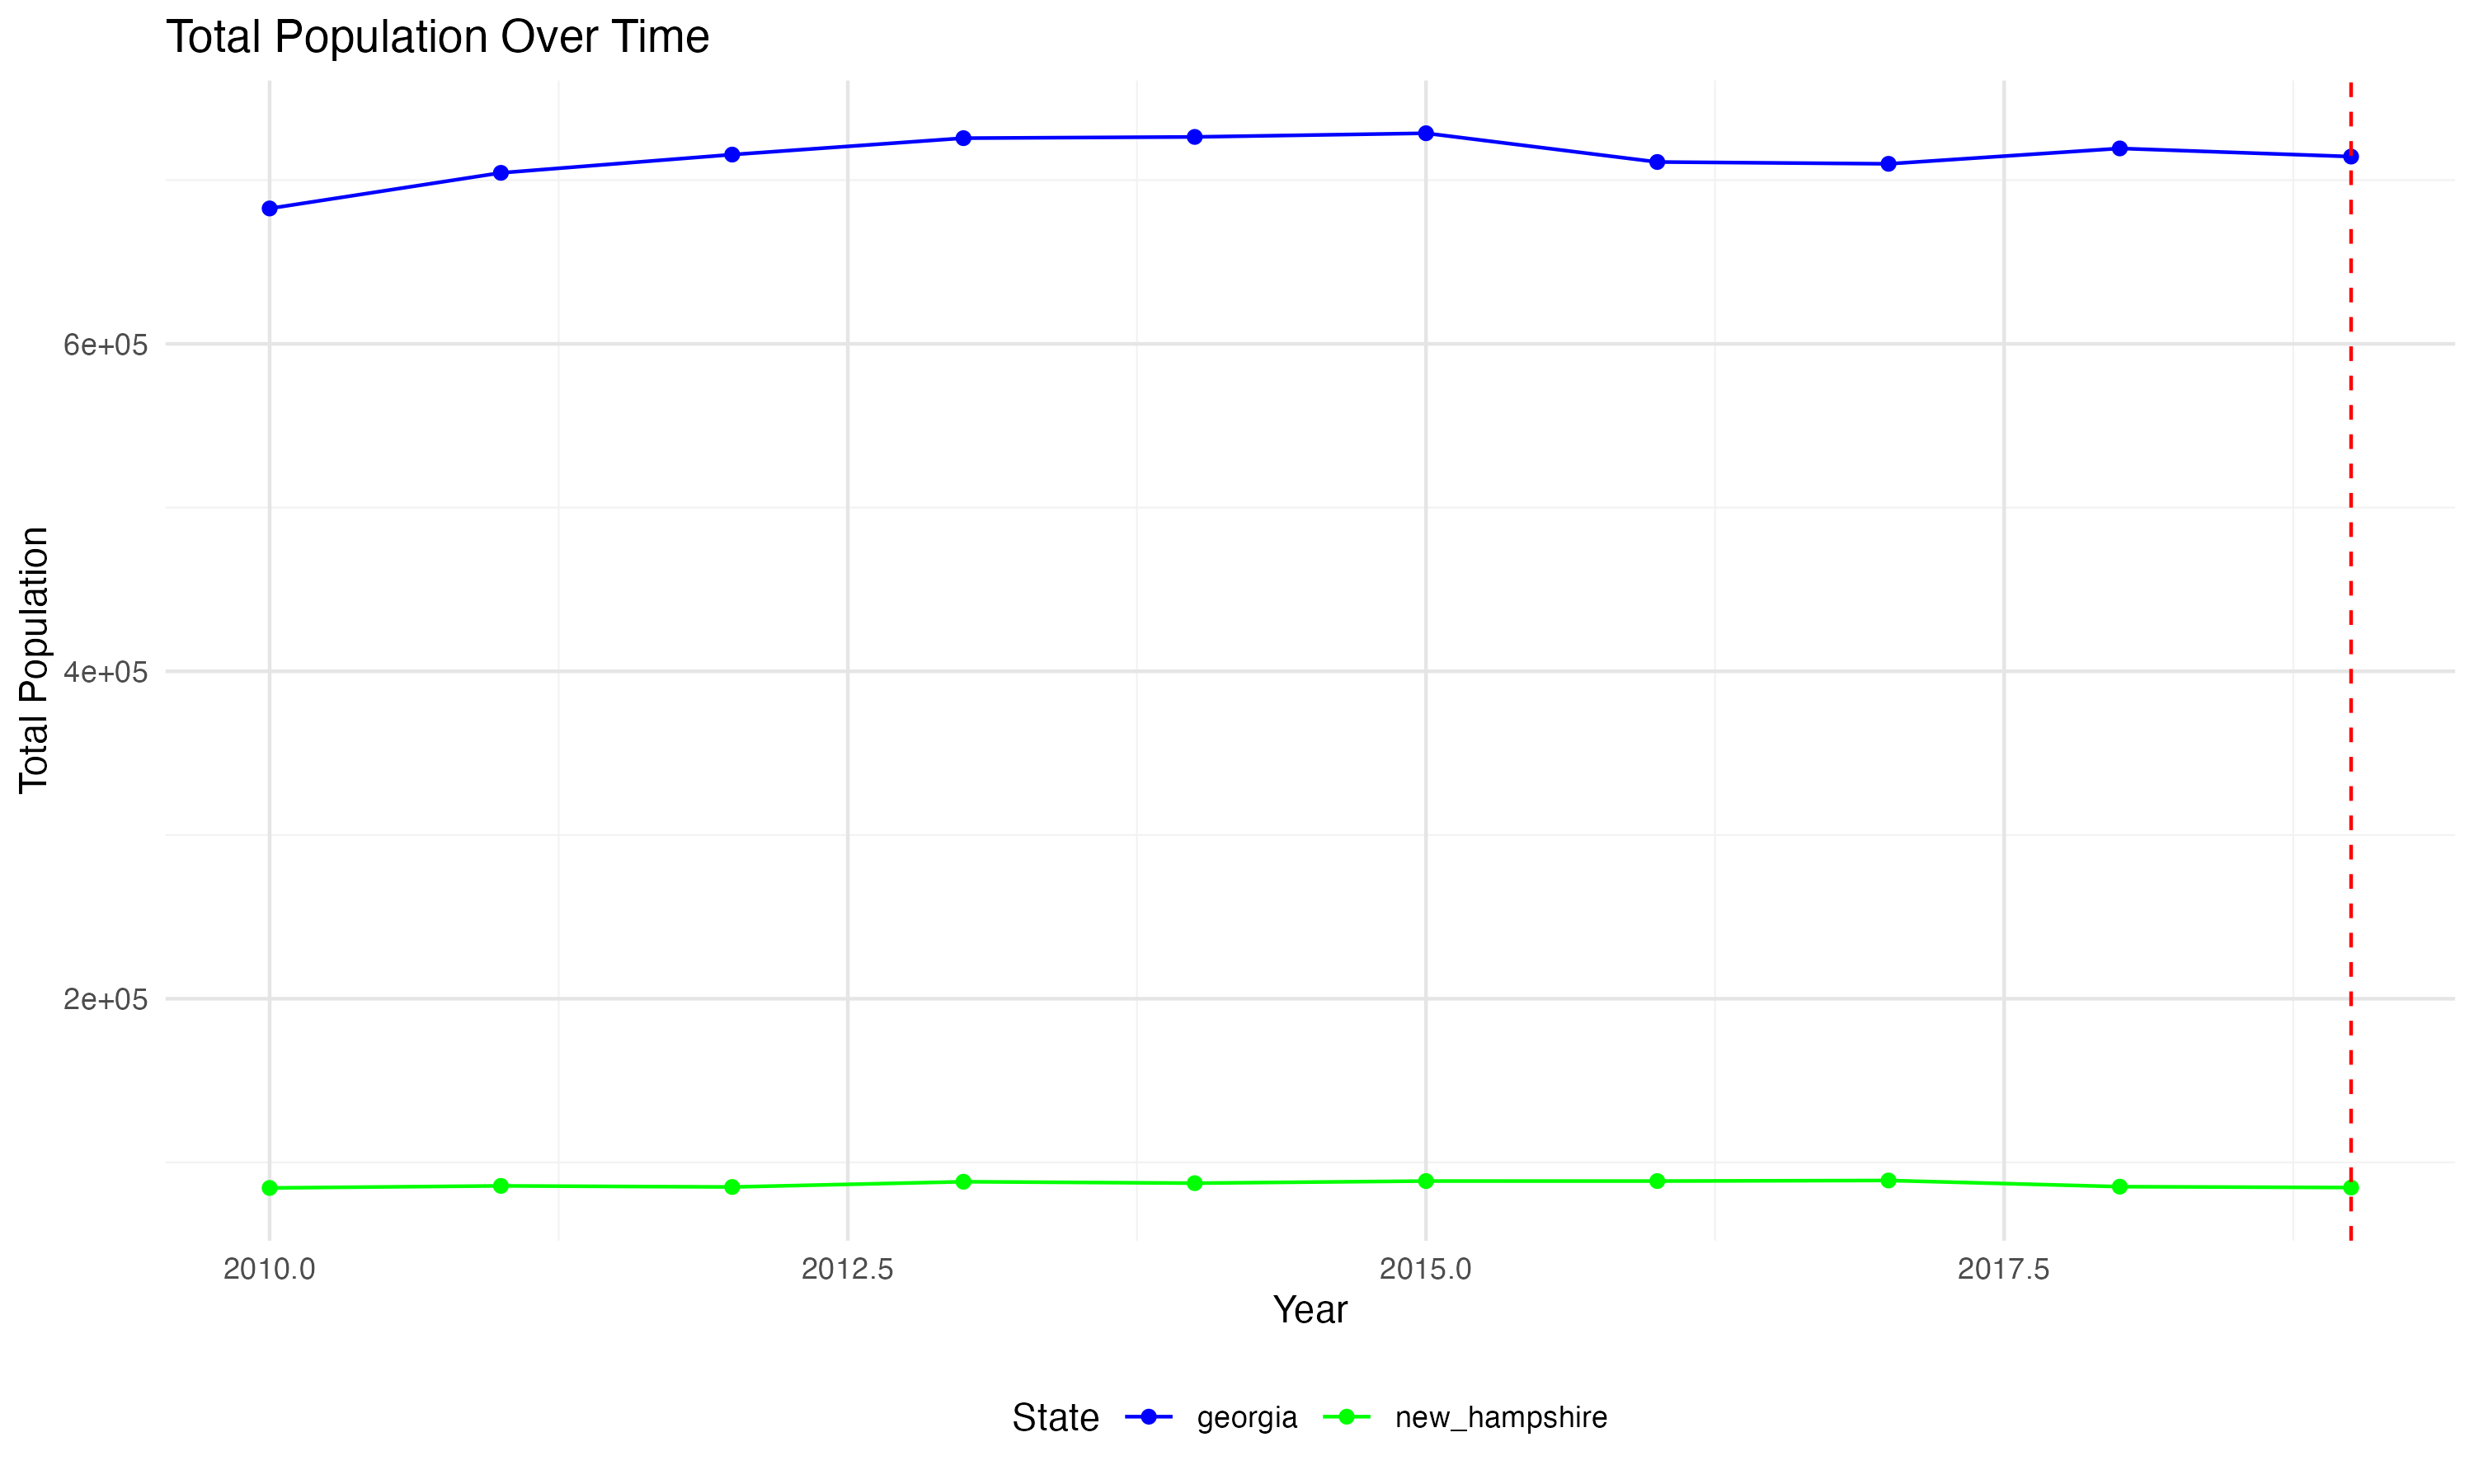 Total Population Over Time
Total Population
6e+05
4e+05
2e+05
2010.0 2012.5 2015.0 2017.5
Year
State georgia new_hampshire